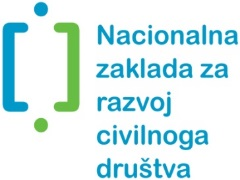 Nacionalna
zaklada za
razvoj
civilnoga
društva